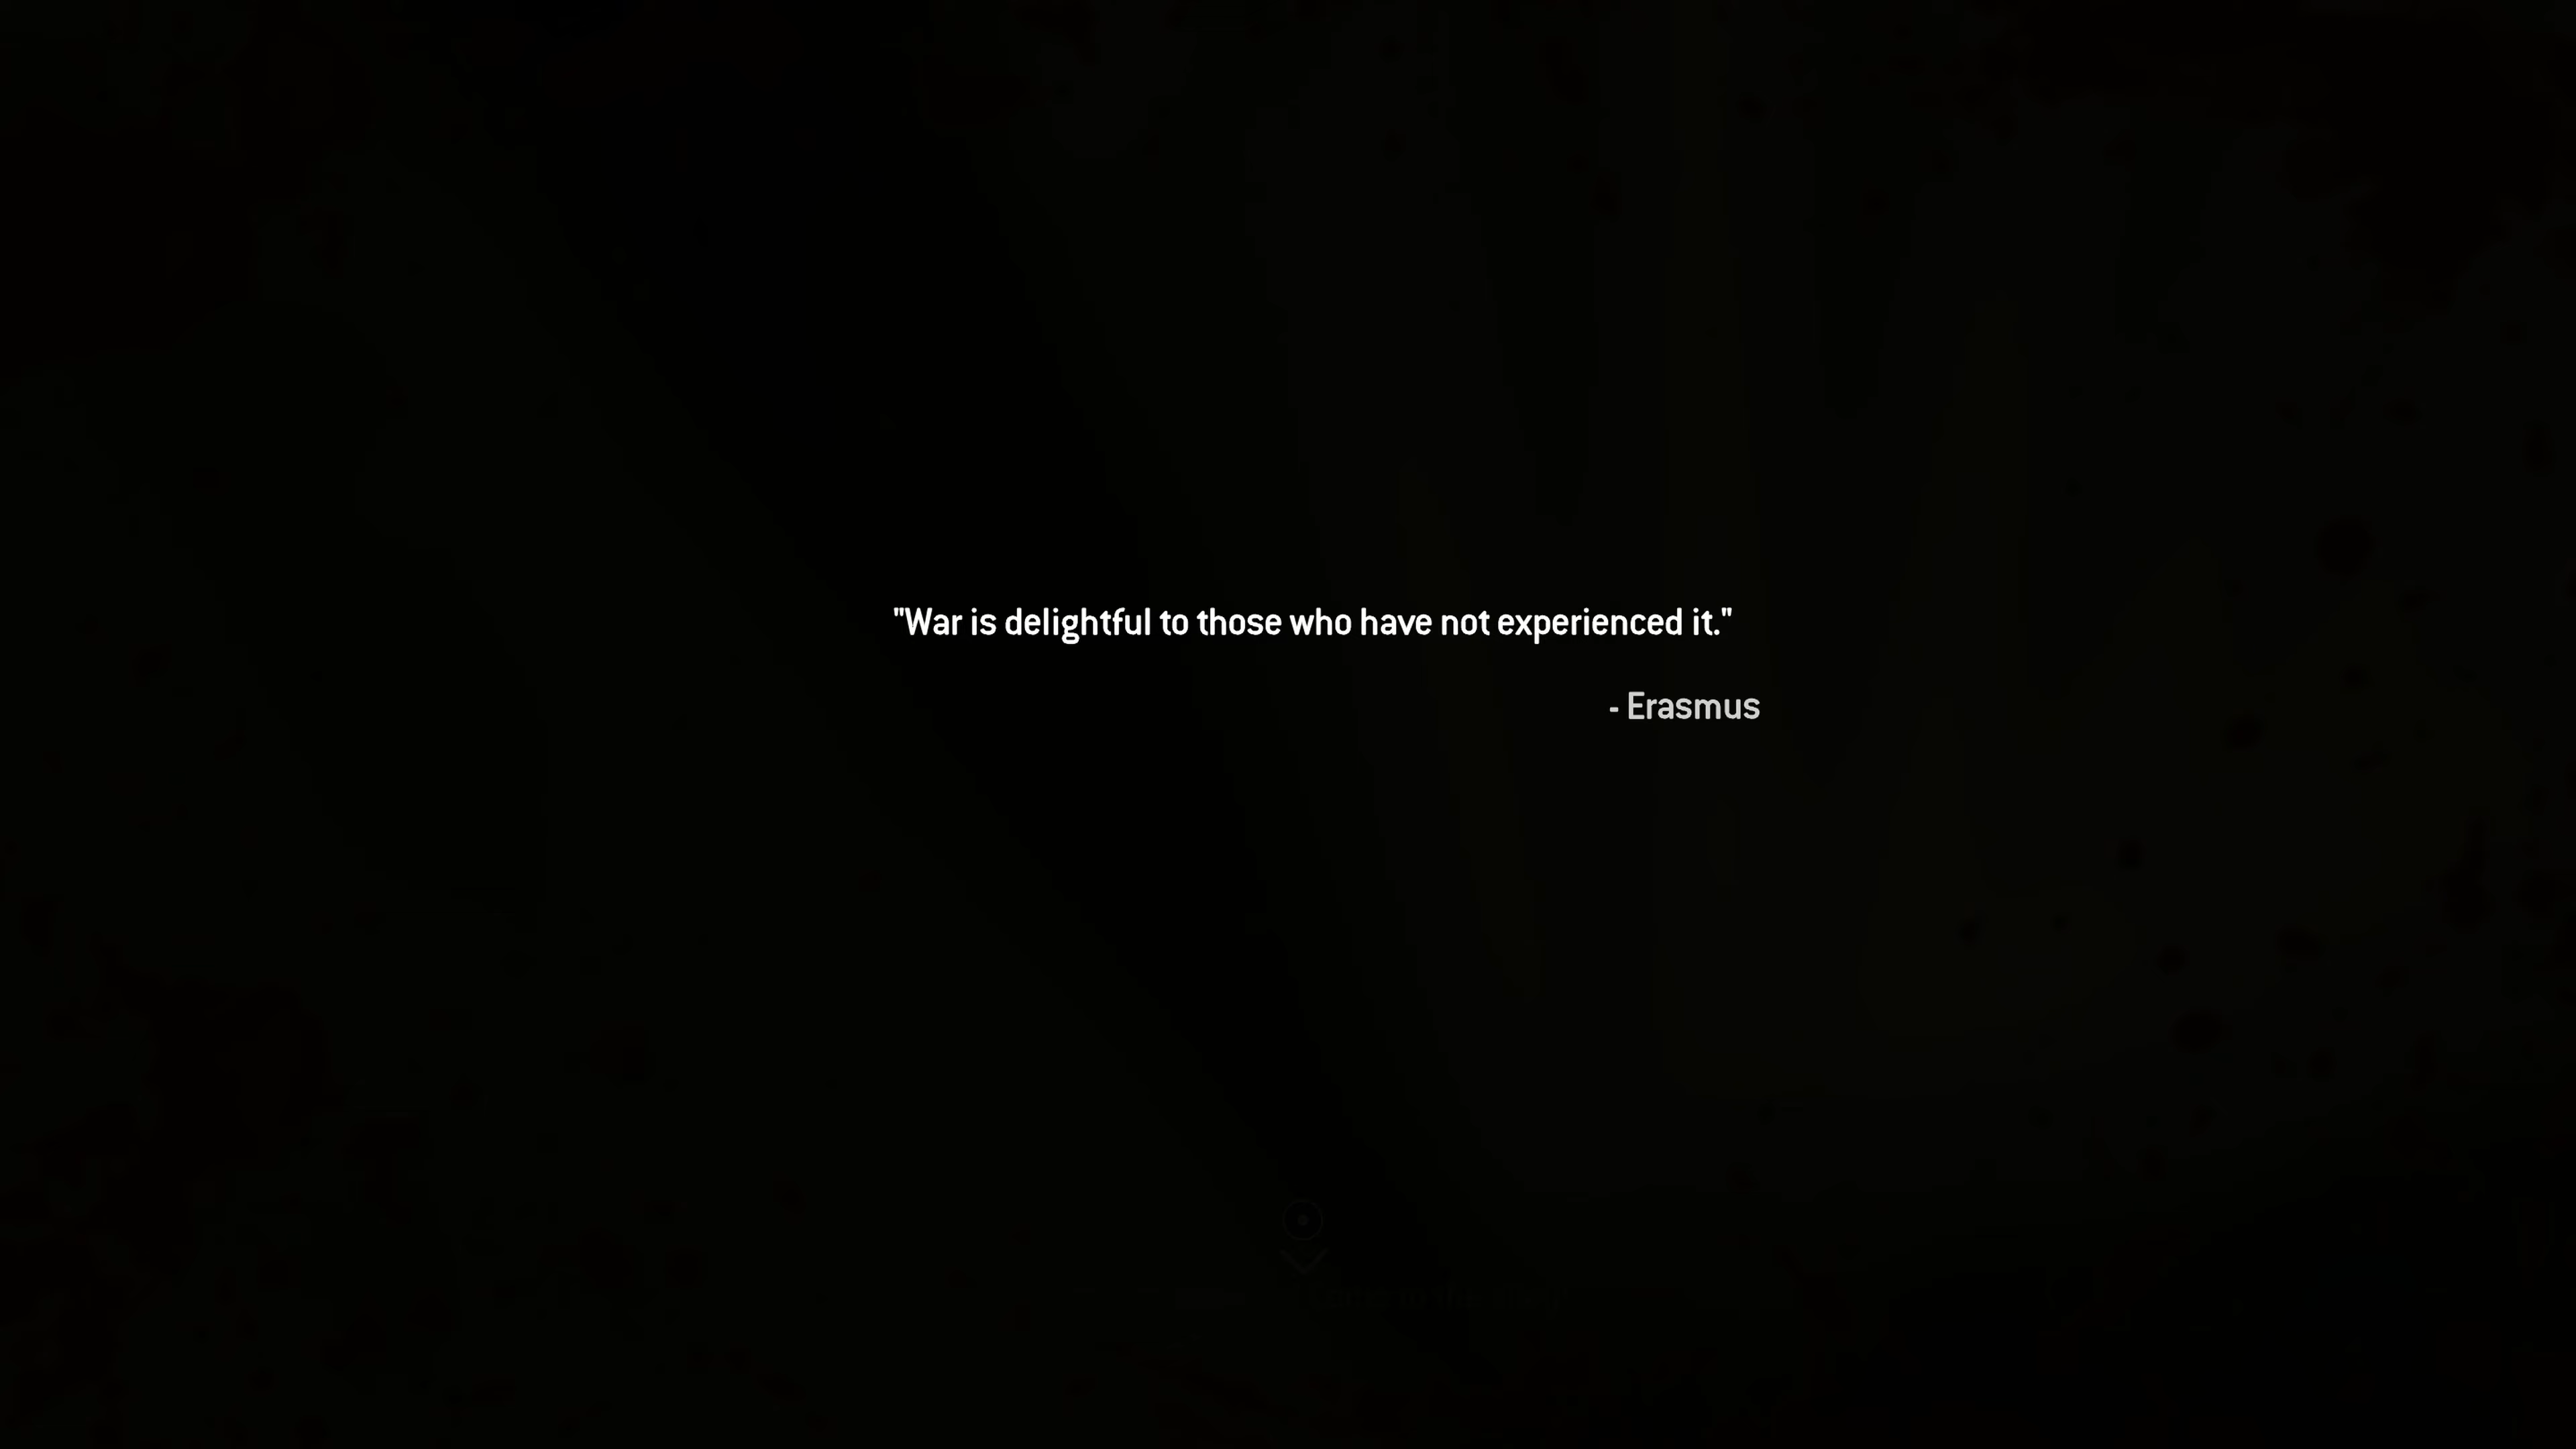 "War is delightful to those who have not experienced it."
- Erasmus